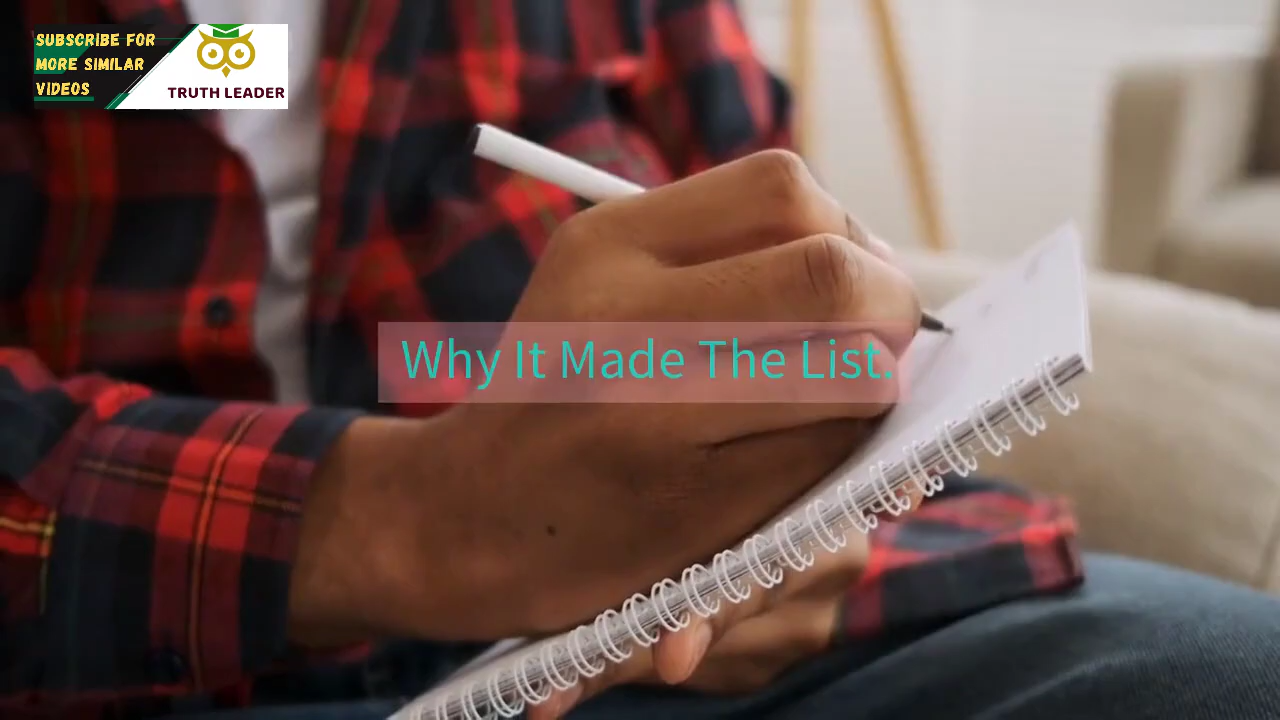 SUBSCRIBE FOR
MORE SIMILAR
VIDEOS
TRUTH LEADER
Why It Made The List.